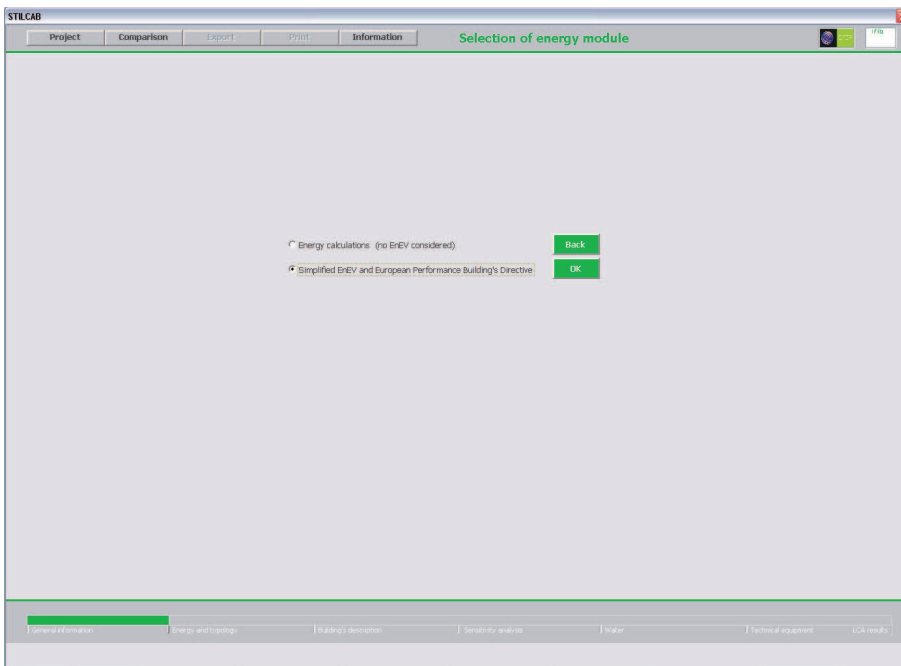 STILCAB
Project Comparison Export Print Information Selection of energy module
Energy calculations (no EnEV considered) Back
Simplified EnEV and European Performance Building's Directive OK
General information Energy and typology Building's description Sensitivity analysis Water Technical equipment LCA results